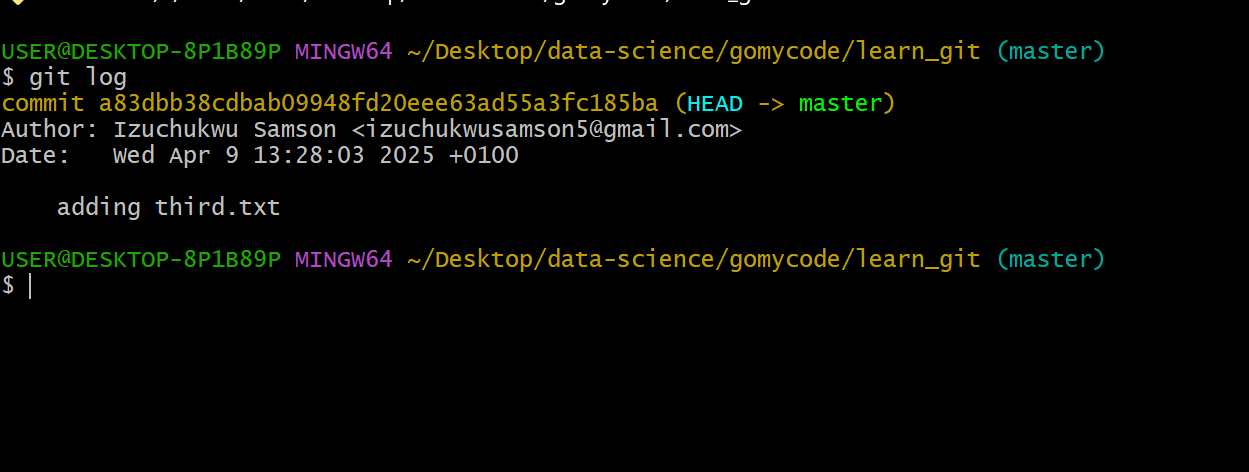 USER@DESKTOP-8P1B89P MINGW64 ~/Desktop/data-science/gomycode/learn_git (master)
$ git log
commit a83dbb38cdbab09948fd20eee63ad55a3fc185ba (HEAD -> master)
Author: Izuchukwu Samson <izuchukwusamson5@gmail.com>
Date:   Wed Apr 9 13:28:03 2025 +0100
    adding third.txt
USER@DESKTOP-8P1B89P MINGW64 ~/Desktop/data-science/gomycode/learn_git (master)
$